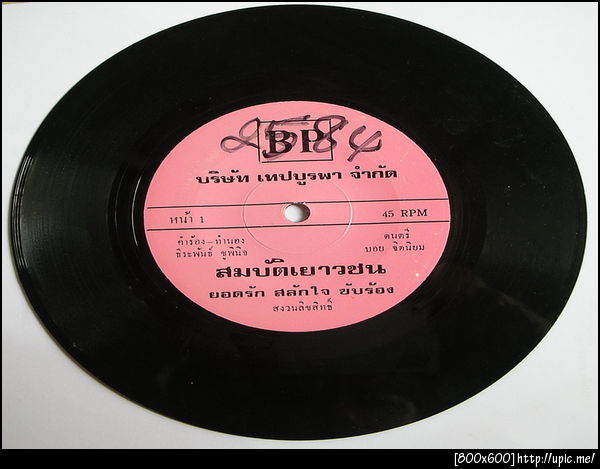 2584
BP
บริษัท เทปบูรพา จำกัด
หน้า 1
45 RPM
คำร้อง-ทำนอง
ธีระพันธ์ ชูพินิจ
ดนตรี
บอย จิตนิยม
สมบัติเยาวชน
ยอดรัก สลักใจ ขับร้อง
สงวนลิขสิทธิ์
[800x600]http://upic.me/